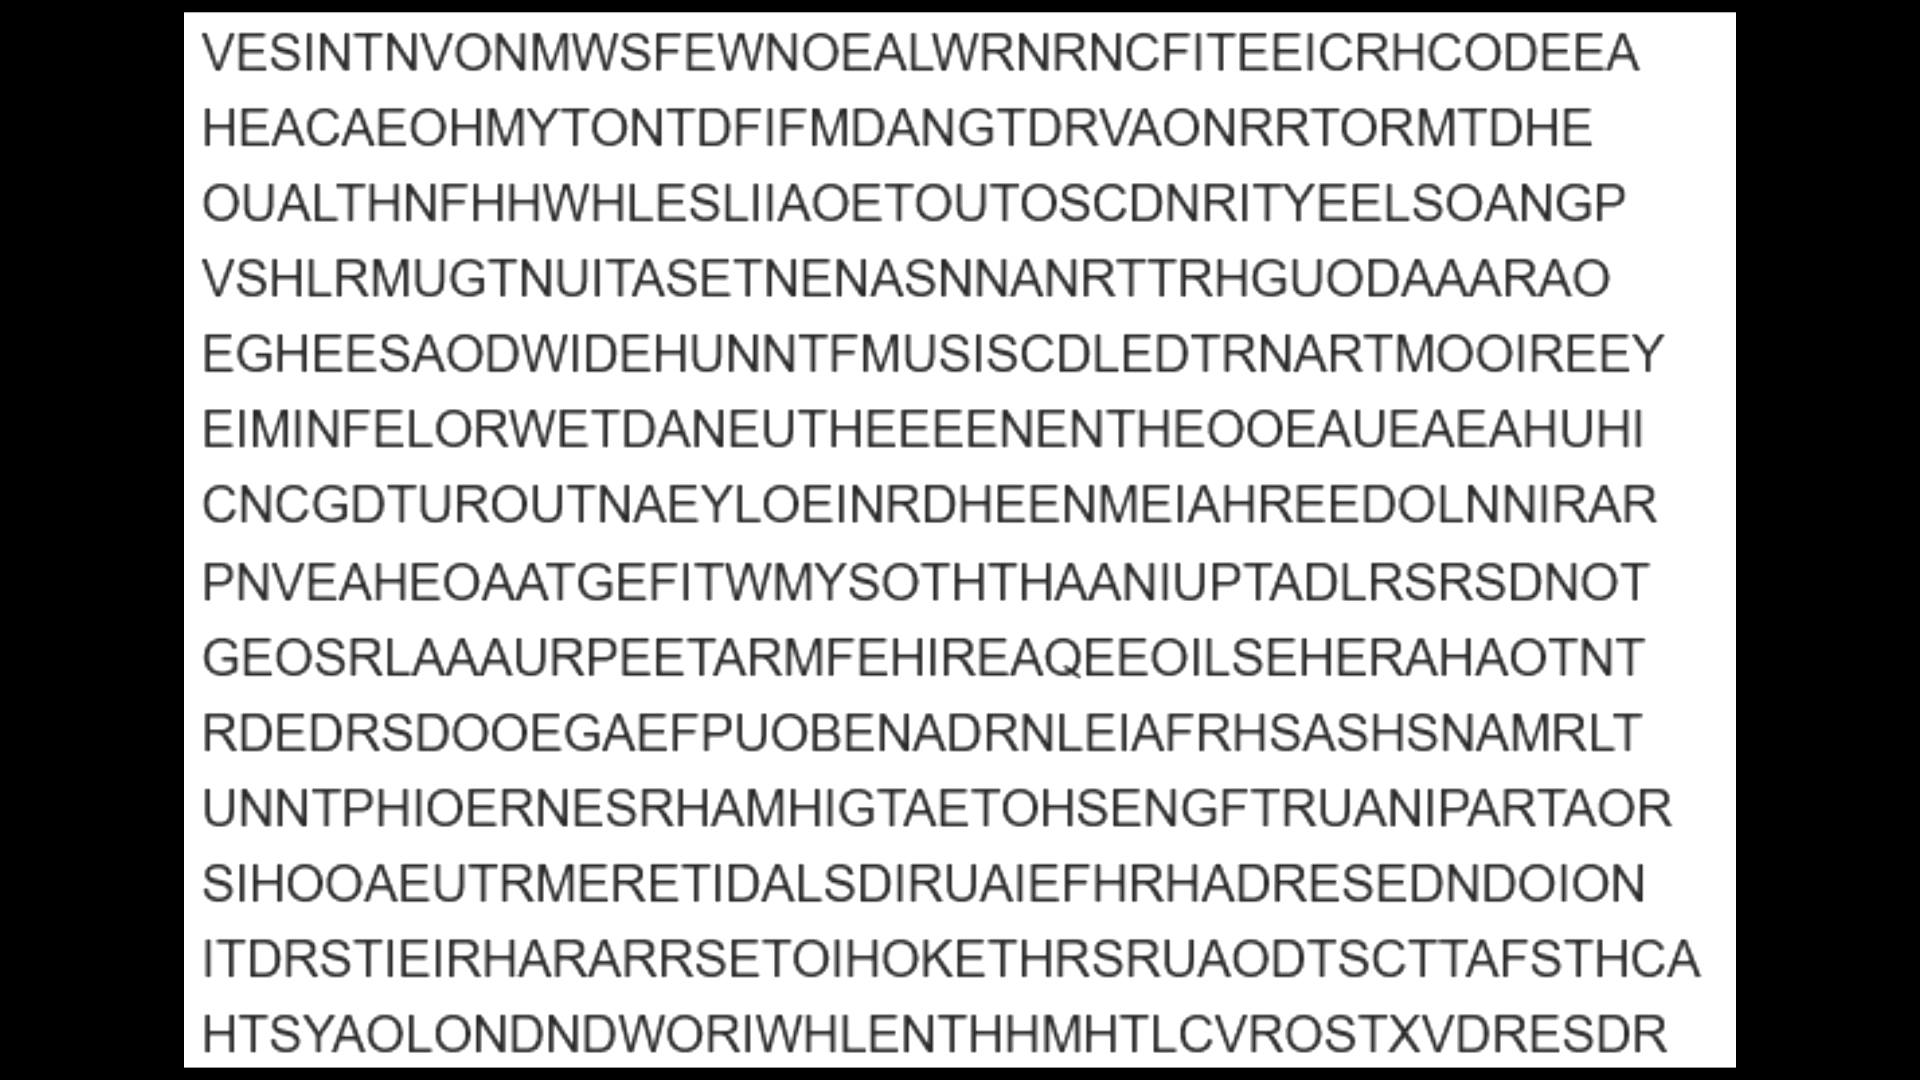 VESINTNVONMWSFEWNOEALWRNRNCFITEEICRHCODEEA
HEACAEOHMYTONTDFIFMDANGTDRVAONRRTORMTDHE
OUALTHNFHHWHLESLIIAOETOUTOSCDNRITYEELSOANGP
VSHLRMUGTNUITASETNENASNNANRTTRHGUODAAARAO
EGHEESAODWIDEHUNNTFMUSISCDLEDTRNARTMOOIREEY
EIMINFELORWETDANEUTHEEEENENTHEOOEAUEAEAHUHI
CNCGDTUROUTNAEYLOEINRDHEENMEIAHREEDOLNNIRAR
PNVEAHEOAATGEFITWMYSOTHTHAANIUPTADLRSRSDNOT
GEOSRLAAAURPEETARMFEHIREAQEEOILSEHERAHAOTNT
RDEDRSDOOEGAEFPUOBENADRNLEIAFRHSASHSNAMRLT
UNNTPHIOERNESRHAMHIGTAETOHSENGFTRUANIPARTAOR
SIHOOAEUTRMERETIDALSDIRUAIEFHRHADRESEDNDOION
ITDRSTIEIRHARARRSETOIHOKETHRSRUAODTSCTTAFSTHCA
HTSYAOLONDNDWORIWHLENTHHMHTLCVROSTXVDRESDR